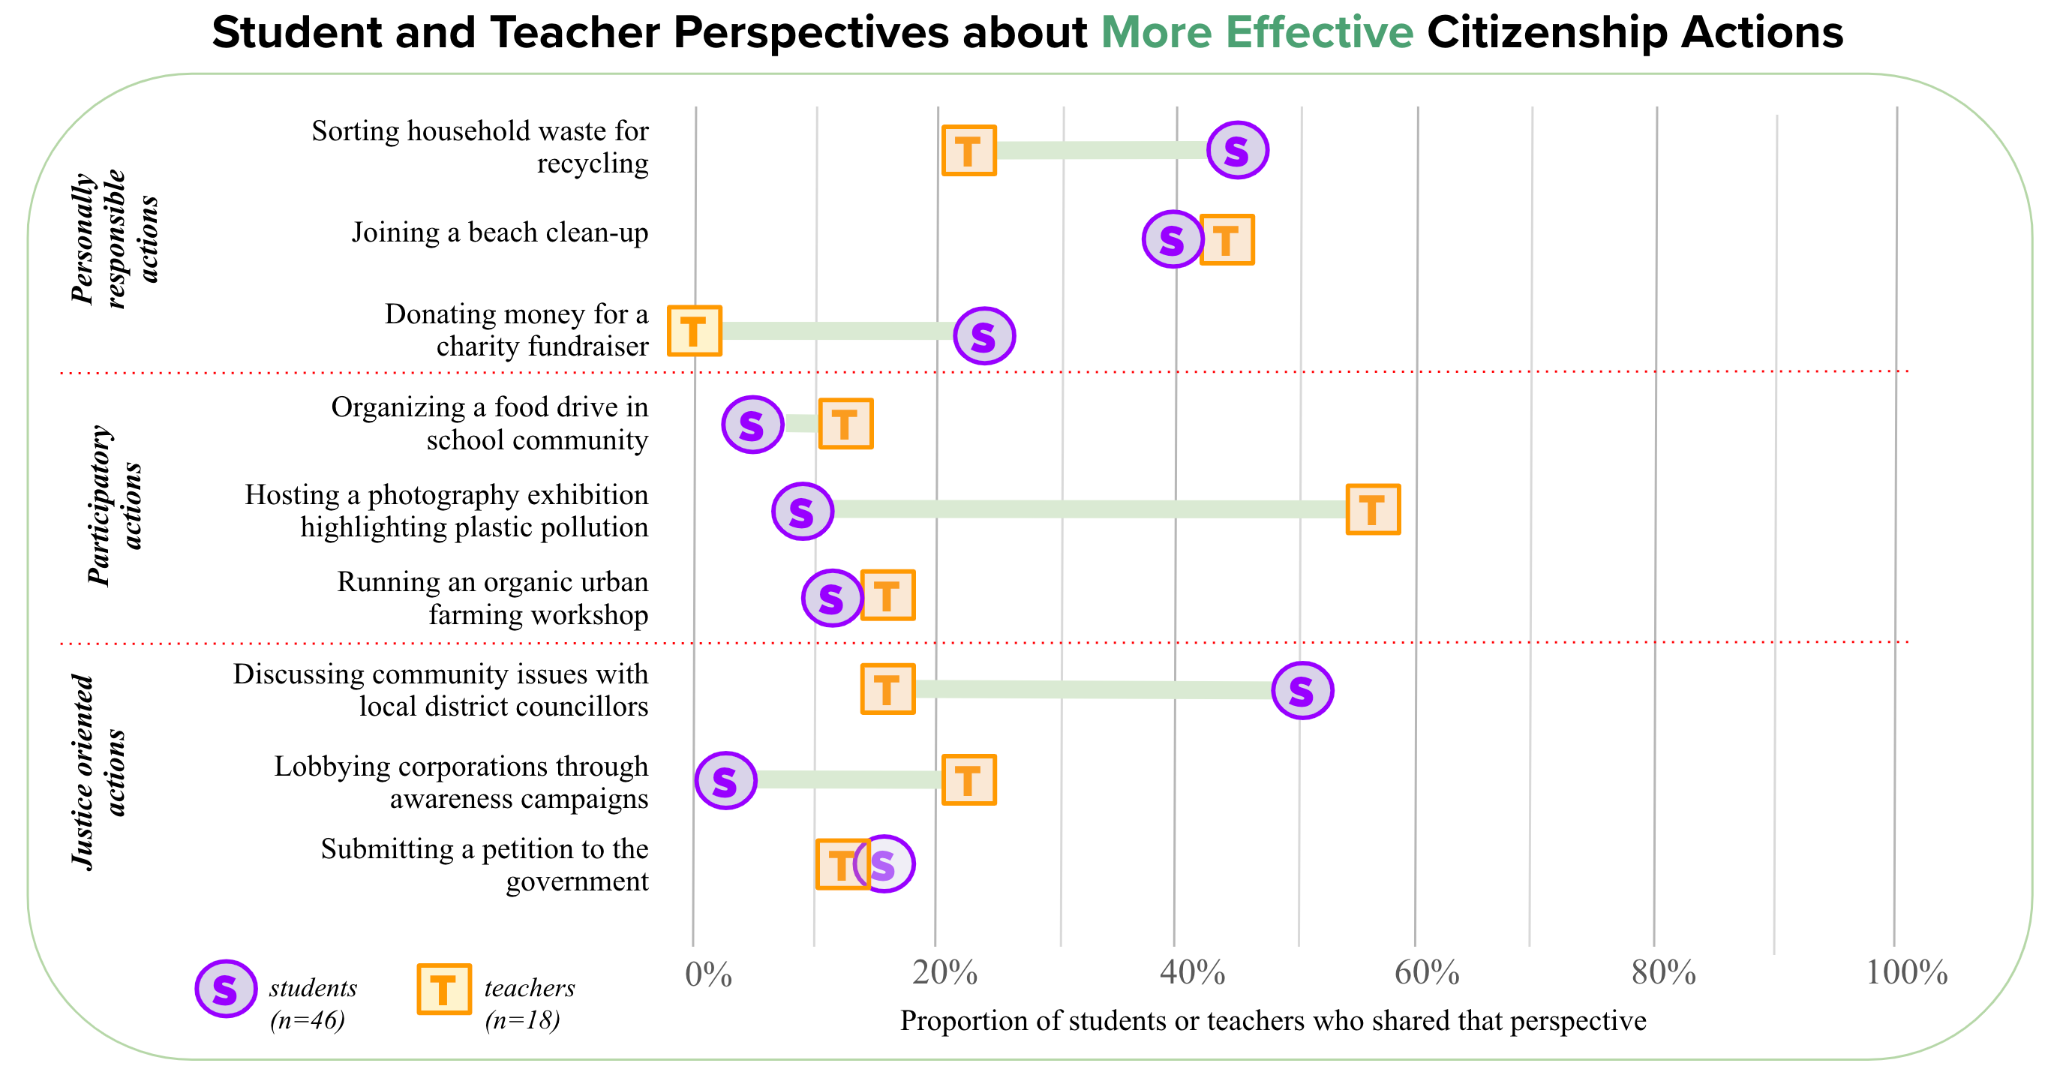 Student and Teacher Perspectives about More Effective Citizenship Actions
Personally
responsible
actions
Sorting household waste for
recycling
T
S
Joining a beach clean-up
S
T
Donating money for a
charity fundraiser
T
S
Participatory
actions
Organizing a food drive in
school community
S
T
Hosting a photography exhibition
highlighting plastic pollution
S
T
Running an organic urban
farming workshop
S
T
Justice oriented
actions
Discussing community issues with
local district councillors
T
S
Lobbying corporations through
awareness campaigns
S
T
Submitting a petition to the
government
T
S
0% 20% 40% 60% 80% 100%
Proportion of students or teachers who shared that perspective
S
students
(n=46)
T
teachers
(n=18)